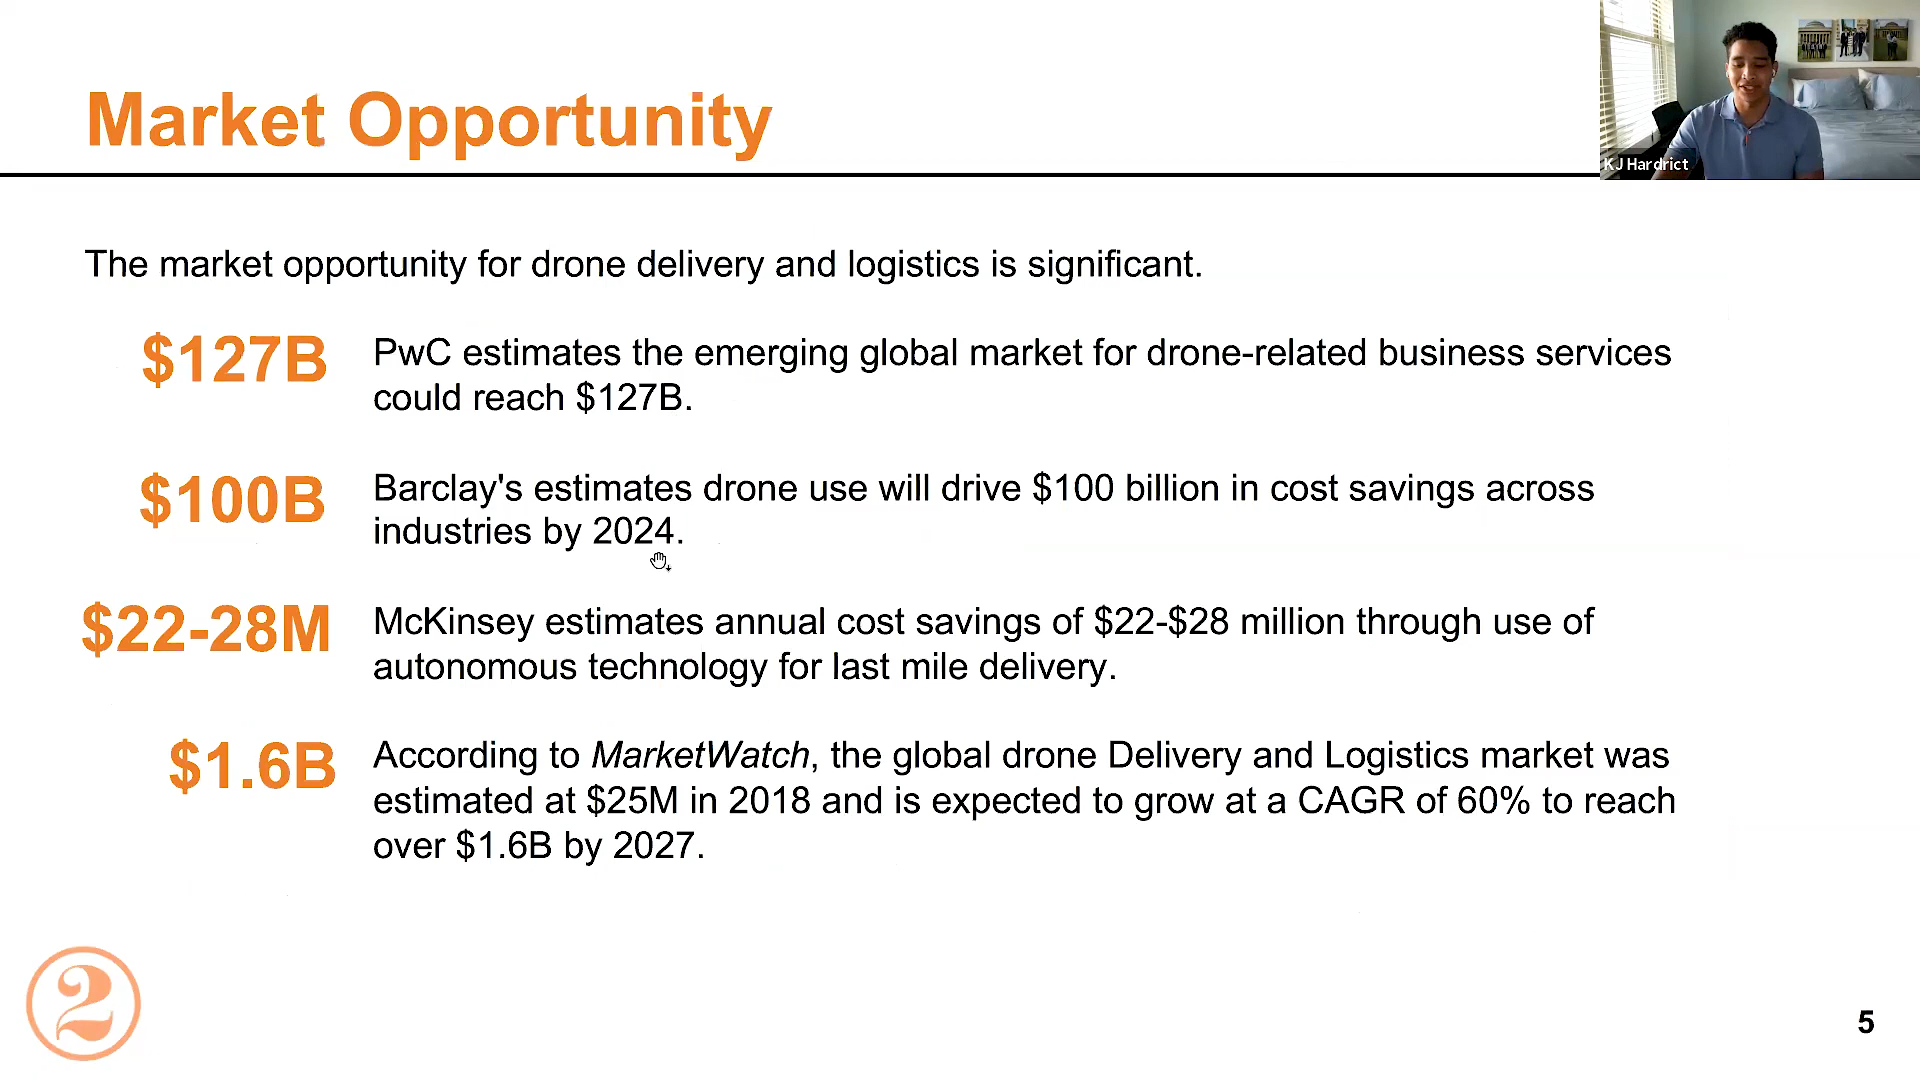 Market Opportunity
KJ Hardrict
The market opportunity for drone delivery and logistics is significant.
$127B
PwC estimates the emerging global market for drone-related business services
could reach $127B.
$100B
Barclay's estimates drone use will drive $100 billion in cost savings across
industries by 2024.
$22-28M
McKinsey estimates annual cost savings of $22-$28 million through use of
autonomous technology for last mile delivery.
$1.6B
According to MarketWatch, the global drone Delivery and Logistics market was
estimated at $25M in 2018 and is expected to grow at a CAGR of 60% to reach
over $1.6B by 2027.
2
5